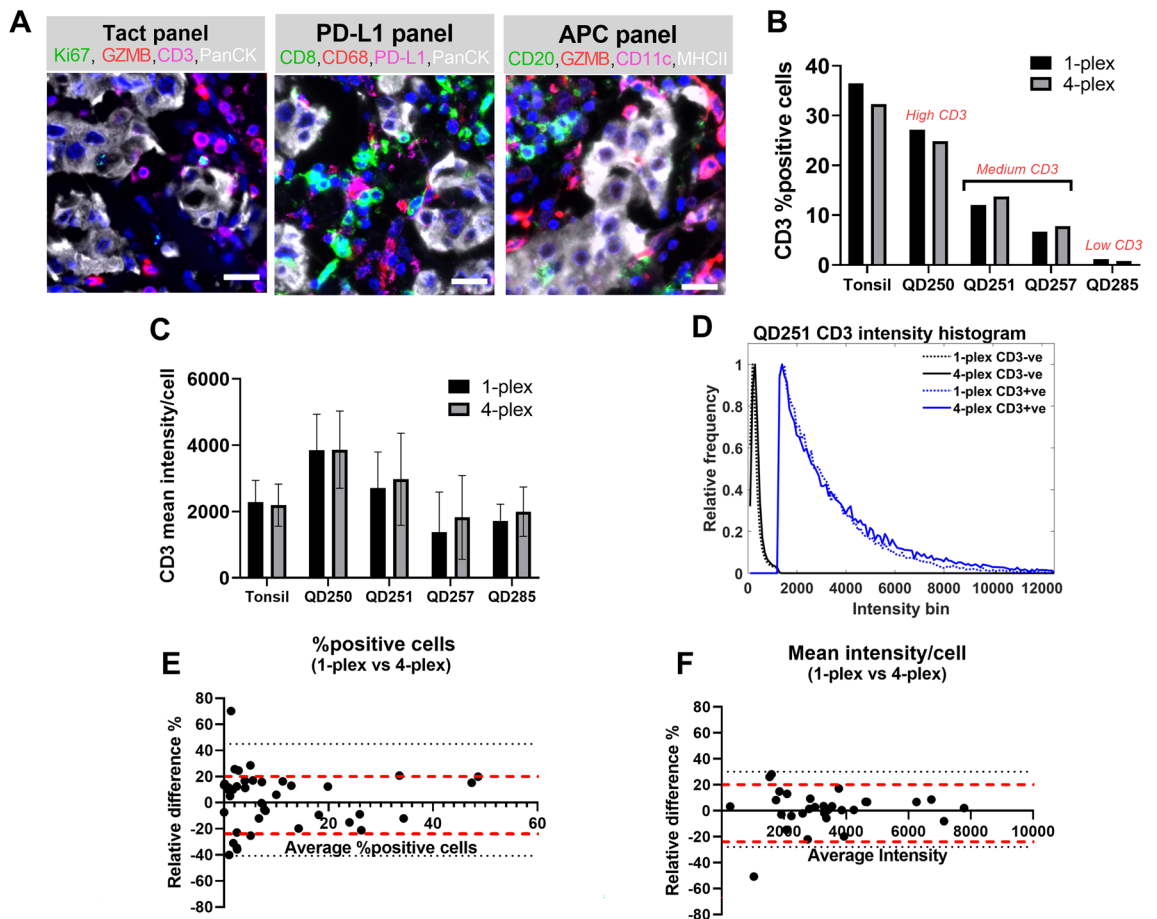 A
Tact panel
Ki67, GZMB,CD3,PanCK
PD-L1 panel
CD8,CD68,PD-L1,PanCK
APC panel
CD20,GZMB,CD11c,MHCII
B
CD3 %positive cells
40
30
20
10
0
1-plex
4-plex
High CD3
Medium CD3
Low CD3
Tonsil QD250 QD251 QD257 QD285
C
CD3 mean intensity/cell
6000
4000
2000
0
1-plex
4-plex
Tonsil QD250 QD251 QD257 QD285
D
QD251 CD3 intensity histogram
Relative frequency
1
0.8
0.6
0.4
0.2
0
1-plex CD3-ve
4-plex CD3-ve
1-plex CD3+ve
4-plex CD3+ve
0 2000 4000 6000 8000 10000 12000
Intensity bin
E
%positive cells
(1-plex vs 4-plex)
Relative difference %
80
60
40
20
0
-20
-40
-60
-80
20 40 60
Average %positive cells
F
Mean intensity/cell
(1-plex vs 4-plex)
Relative difference %
80
60
40
20
0
-20
-40
-60
-80
2000 4000 6000 8000 10000
Average Intensity